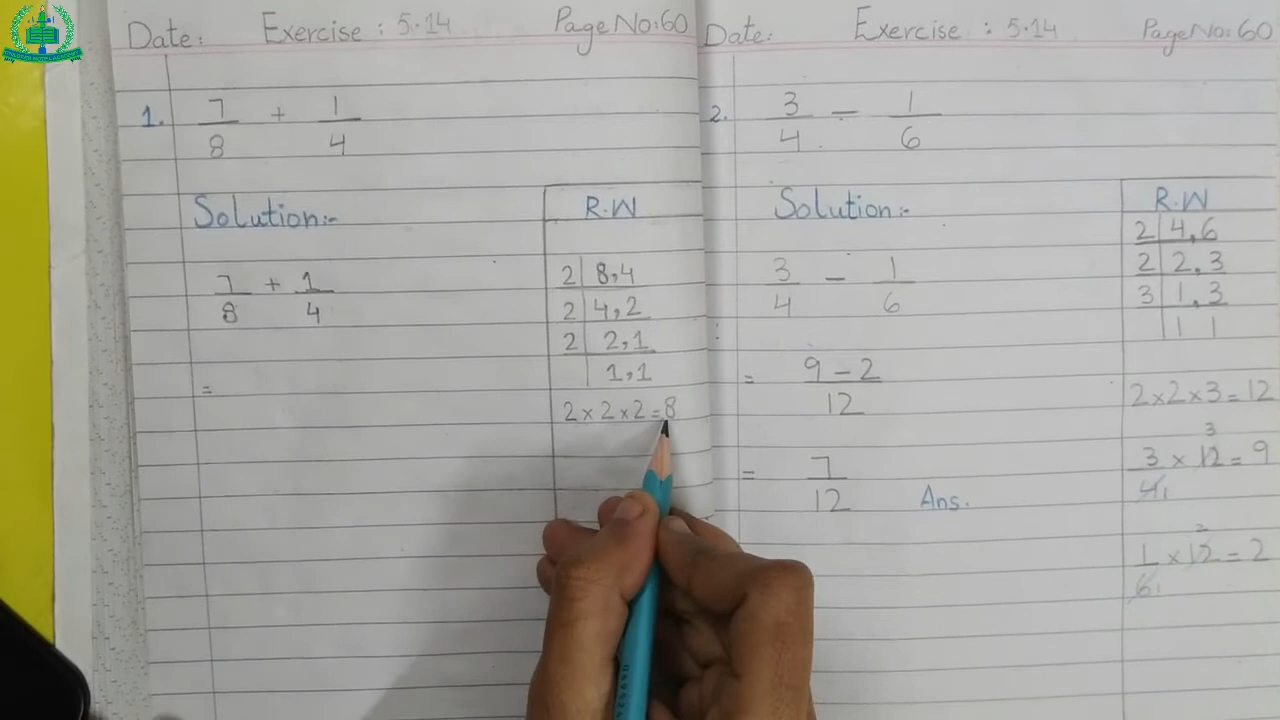 Date: Exercise : 5.14 Page No: 60
1. 7/8 + 1/4
Solution:-
7/8 + 1/4
=
R.W
2 | 8,4
2 | 4,2
2 | 2,1
| 1,1
2 × 2 × 2 = 8
Date: Exercise : 5.14 Page No: 60
2. 3/4 - 1/6
Solution:-
3/4 - 1/6
= 9 - 2/12
= 7/12 Ans.
R.W
2 | 4,6
2 | 2,3
3 | 1,3
| 1 1
2×2×3=12
3/4 1 × 12 3 = 9
1/6 1 × 12 2 = 2